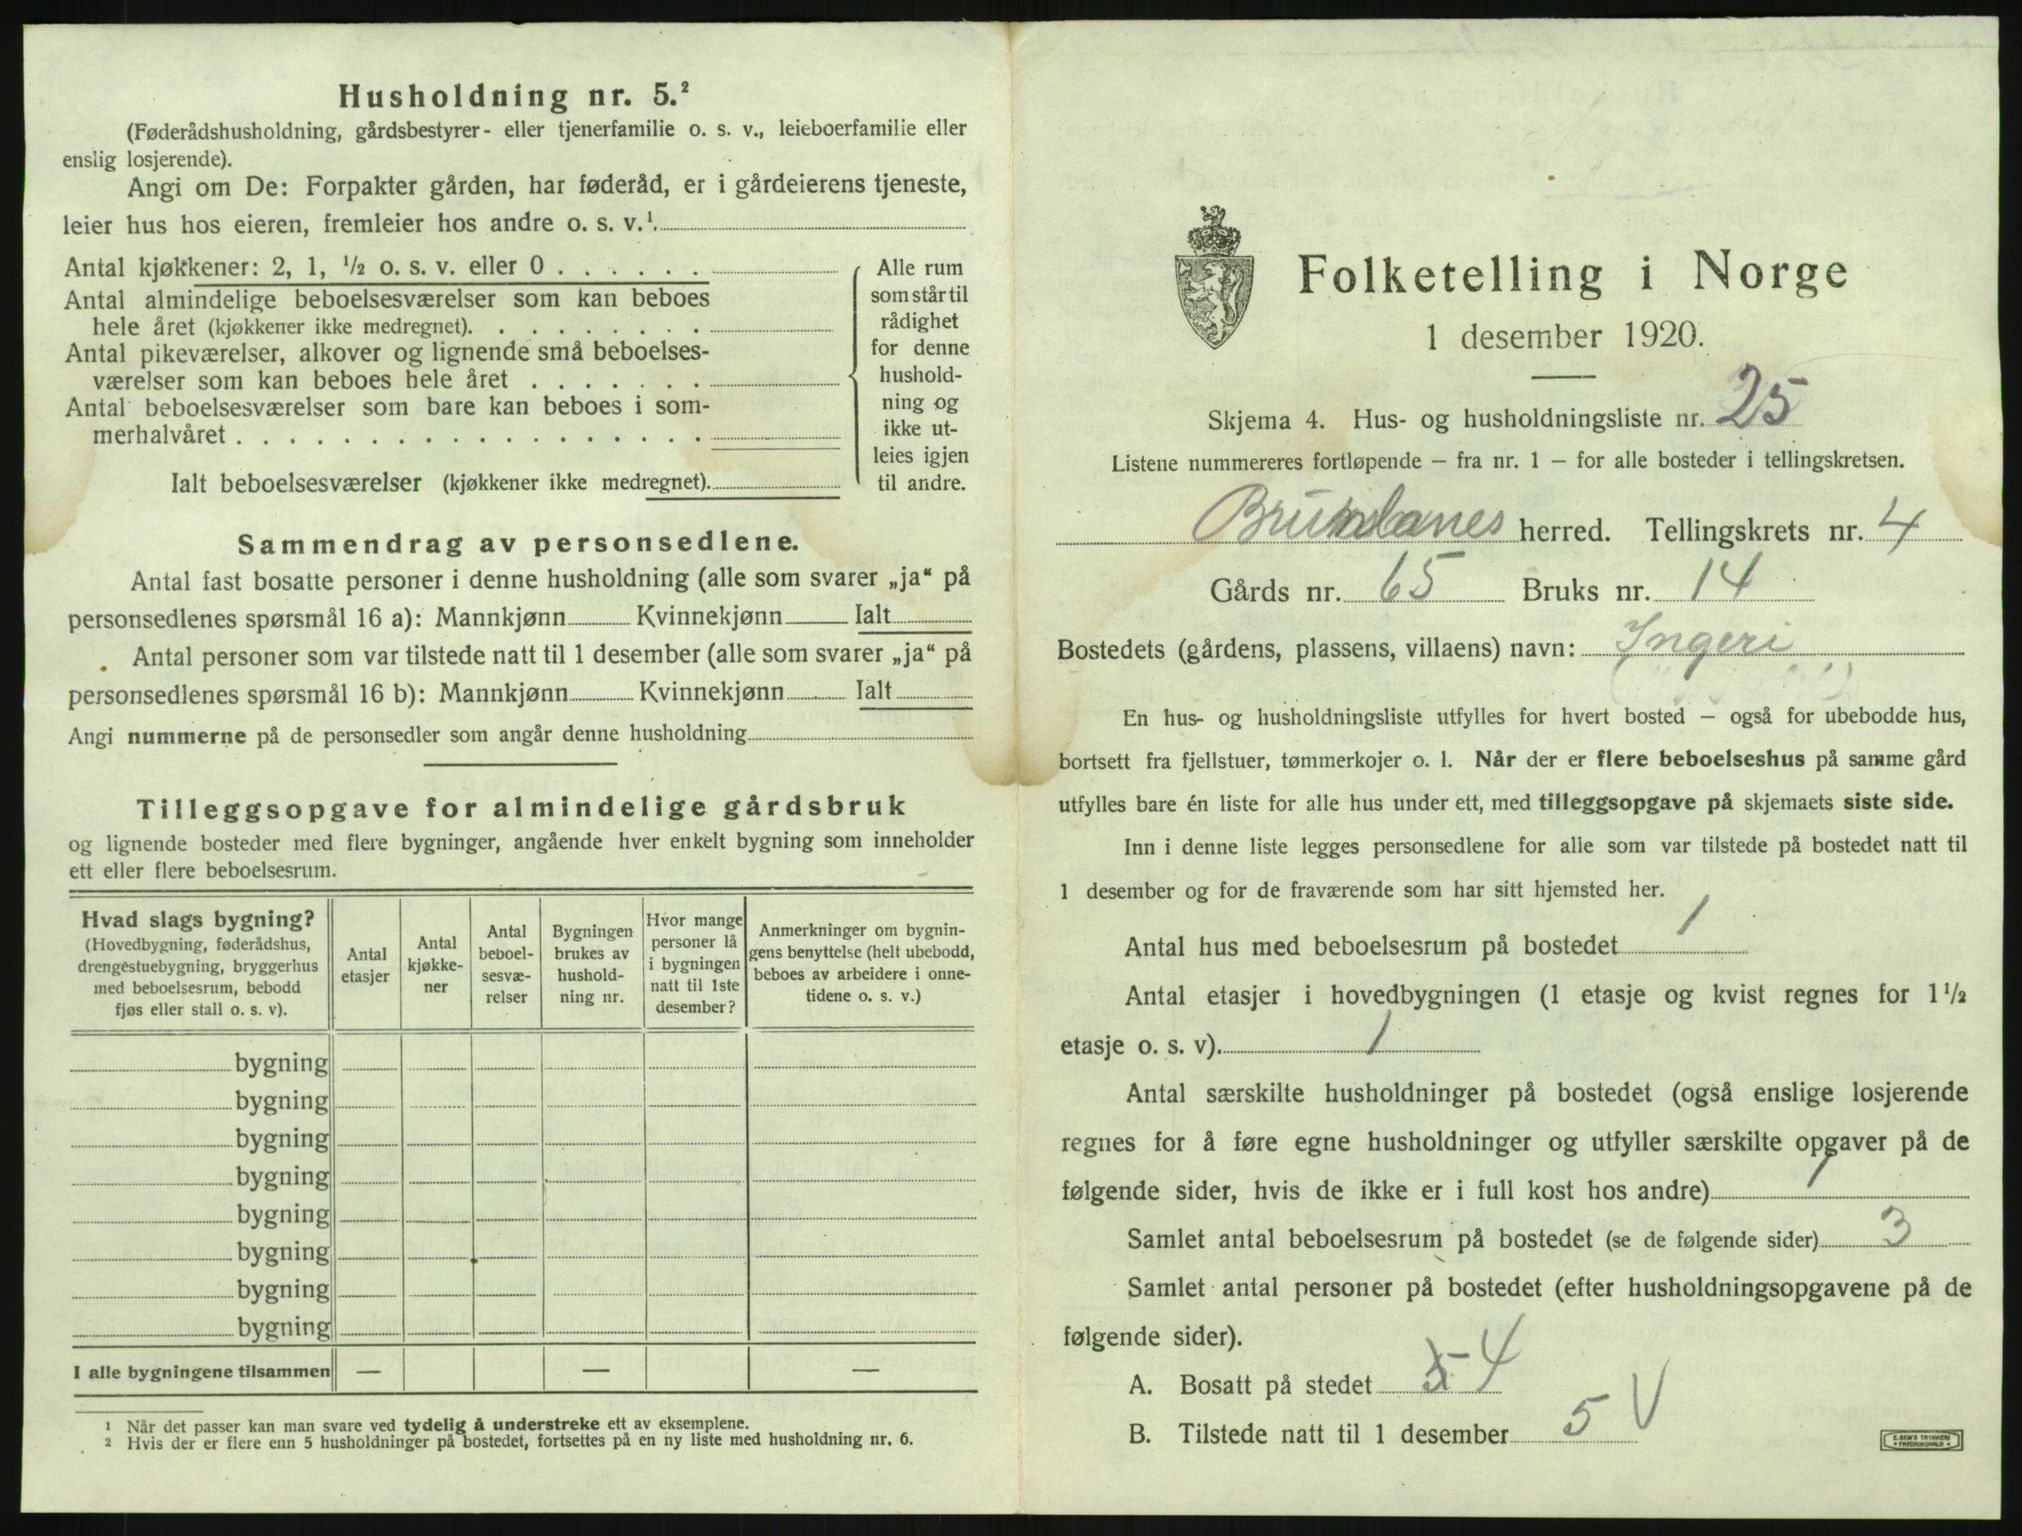 Husholdning nr. 5.²
(Føderådshusholdning, gårdsbestyrer- eller tjenerfamilie o. s. v., leieboerfamilie eller
enslig losjerende).
Angi om De: Forpakter gården, har føderåd, er i gårdeierens tjeneste,
leier hus hos eieren, fremleier hos andre o. s. v.¹.
Antal kjøkkener: 2, 1, ½ o. s. v. eller 0 . . . . . .
Antal almindelige beboelsesværelser som kan beboes
hele året (kjøkkener ikke medregnet). . . . . . . . .
Antal pikeværelser, alkover og lignende små beboelses-
værelser som kan beboes hele året . . . . . . .
Antal beboelsesværelser som bare kan beboes i som-
merhalvåret . . . . . . . . . . . . . . . . . .
Ialt beboelsesværelser (kjøkkener ikke medregnet).
Alle rum
som står til
rådighet
for denne
hushold-
ning og
ikke ut-
leies igjen
til andre.
Sammendrag av personsedlene.
Antal fast bosatte personer i denne husholdning (alle som svarer „ja“ på
personsedlenes spørsmål 16 a): Mannkjønn Kvinnekjønn Ialt
Antal personer som var tilstede natt til 1 desember (alle som svarer „ja“ på
personsedlenes spørsmål 16 b): Mannkjønn Kvinnekjønn Ialt
Angi nummerne på de personsedler som angår denne husholdning
Tilleggsopgave for almindelige gårdsbruk
og lignende bosteder med flere bygninger, angående hver enkelt bygning som inneholder
ett eller flere beboelsesrum.
Hvad slags bygning?
(Hovedbygning, føderådshus,
drengestuebygning, bryggerhus
med beboelsesrum, bebodd
fjøs eller stall o. s. v).
Antal
etasjer
Antal
kjøkke-
ner
Antal
beboel-
sesvæ-
relser
Bygningen
brukes av
hushold-
ning nr.
Hvor mange
personer lå
i bygningen
natt til 1ste
desember?
Anmerkninger om bygnin-
gens benyttelse (helt ubebodd,
beboes av arbeidere i onne-
tidene o. s. v.)
bygning
bygning
bygning
bygning
bygning
bygning
bygning
bygning
I alle bygningene tilsammen — — —
¹ Når det passer kan man svare ved tydelig å understreke ett av eksemplene.
² Hvis der er flere enn 5 husholdninger på bostedet, fortsettes på en ny liste med husholdning nr. 6.
Folketelling i Norge
1 desember 1920.
Skjema 4. Hus- og husholdningsliste nr. 25
Listene nummereres fortløpende – fra nr. 1 – for alle bosteder i tellingskretsen.
Brunlanes herred. Tellingskrets nr. 4
Gårds nr. 65 Bruks nr. 14
Bostedets (gårdens, plassens, villaens) navn: Ingeri
En hus- og husholdningsliste utfylles for hvert bosted – også for ubebodde hus,
bortsett fra fjellstuer, tømmerkojer o. l. Når der er flere beboelseshus på samme gård
utfylles bare én liste for alle hus under ett, med tilleggsopgave på skjemaets siste side.
Inn i denne liste legges personsedlene for alle som var tilstede på bostedet natt til
1 desember og for de fraværende som har sitt hjemsted her.
Antal hus med beboelsesrum på bostedet 1
Antal etasjer i hovedbygningen (1 etasje og kvist regnes for 1½
etasje o. s. v). 1
Antal særskilte husholdninger på bostedet (også enslige losjerende
regnes for å føre egne husholdninger og utfyller særskilte opgaver på de
følgende sider, hvis de ikke er i full kost hos andre) 1
Samlet antal beboelsesrum på bostedet (se de følgende sider) 3
Samlet antal personer på bostedet (efter husholdningsopgavene på de
følgende sider).
A. Bosatt på stedet 5 4
B. Tilstede natt til 1 desember 5 V
E. SEM'S TRYKKERI
FREDRIKSHALD